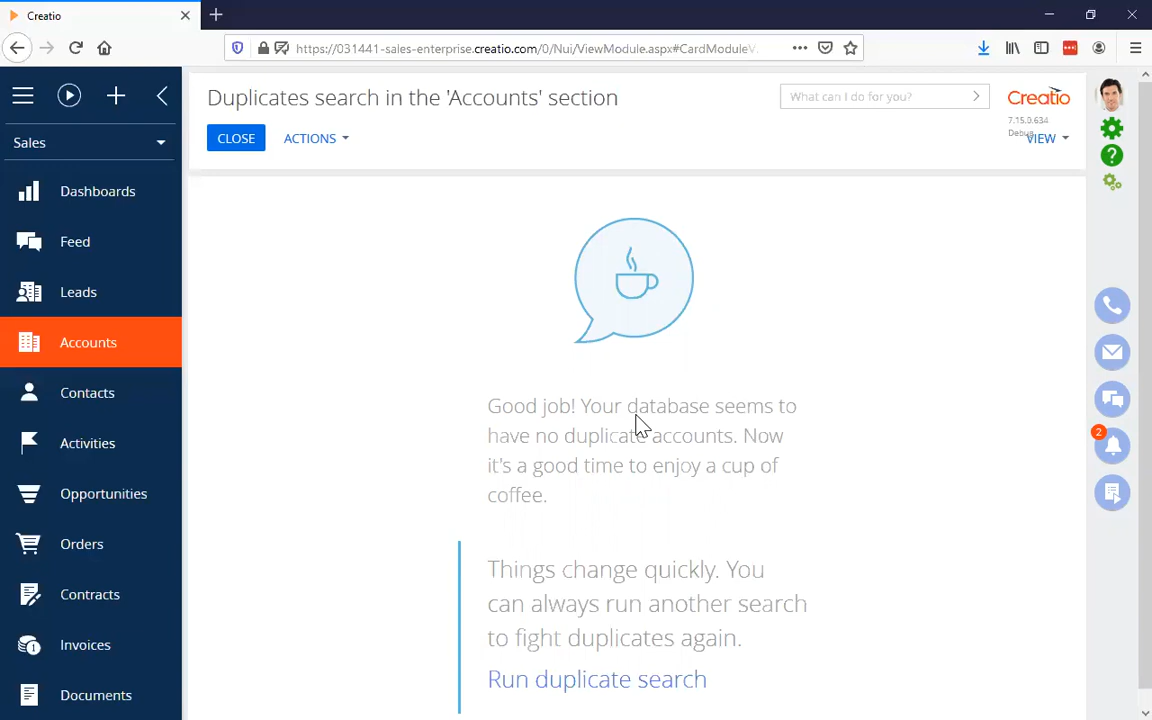 Creatio
https://031441-sales-enterprise.creatio.com/0/Nui/ViewModule.aspx#CardModuleV
Duplicates search in the 'Accounts' section
What can I do for you?
Creatio
7.15.0.634
Debug
CLOSE
ACTIONS
VIEW
Sales
Dashboards
Feed
Leads
Accounts
Contacts
Activities
Opportunities
Orders
Contracts
Invoices
1
Documents
2
Good job! Your database seems to
have no duplicate accounts. Now
it's a good time to enjoy a cup of
coffee.
Things change quickly. You
can always run another search
to fight duplicates again.
Run duplicate search